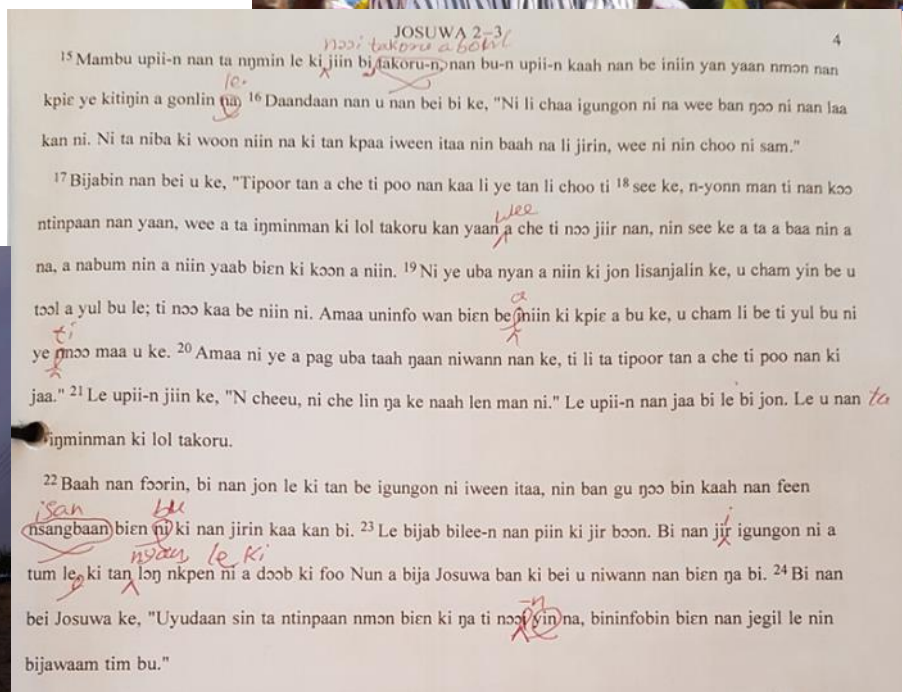 JOSUWA 2–3
4
nɔɔi takoru a bowl
¹⁵ Mambu upii-n nan ta nŋmin le ki jiin bi takoru-n, nan bu-n upii-n kaah nan be iniin yan yaan nmɔn nan
le
kpiɛ ye kitiŋin a gonlin ŋa, ¹⁶ Daandaan nan u nan bei bi ke, "Ni li chaa igungon ni na wee ban ŋɔɔ ni nan laa
kan ni. Ni ta niba ki woon niin na ki tan kpaa iween itaa nin baah na li jirin, wee ni nin choo ni sam."
¹⁷ Bijabin nan bei u ke, "Tipoor tan a che ti poo nan kaa li ye tan li choo ti ¹⁸ see ke, n-yonn man ti nan kɔɔ
wee
ntinpaan nan yaan, wee a ta iŋminman ki lol takoru kan yaan a che ti nɔɔ jiir nan, nin see ke a ta a baa nin a
na, a nabum nin a niin yaab biɛn ki kɔɔn a niin. ¹⁹ Ni ye uba nyan a niin ki jon lisanjalin ke, u cham yin be u
a
tɔɔl a yul bu le; ti nɔɔ kaa be niin ni. Amaa uninfo wan biɛn be niin ki kpiɛ a bu ke, u cham li be ti yul bu ni
ti
ye nɔɔ maa u ke. ²⁰ Amaa ni ye a pag uba taah ŋaan niwann nan ke, ti li ta tipoor tan a che ti poo nan ki
jaa." ²¹ Le upii-n jiin ke, "N cheeu, ni che lin ŋa ke naah len man ni." Le upii-n nan jaa bi le bi jon. Le u nan ta
iŋminman ki lol takoru.
²² Baah nan fɔɔrin, bi nan jon le ki tan be igungon ni iween itaa, nin ban gu ŋɔɔ bin kaah nan feen
isan bu
nsangbaan biɛn ni ki nan jirin kaa kan bi. ²³ Le bijab bilee-n nan piin ki jir bɔɔn. Bi nan jir igungon ni a
i
nyan le ki
tum le, ki tan lɔŋ nkpen ni a dɔɔb ki foo Nun a bija Josuwa ban ki bei u niwann nan biɛn ŋa bi. ²⁴ Bi nan
-n
bei Josuwa ke, "Uyudaan sin ta ntinpaan nmɔn biɛn ki ŋa ti nɔɔ yin na, bininfobin biɛn nan jegil le nin
bijawaam tim bu."